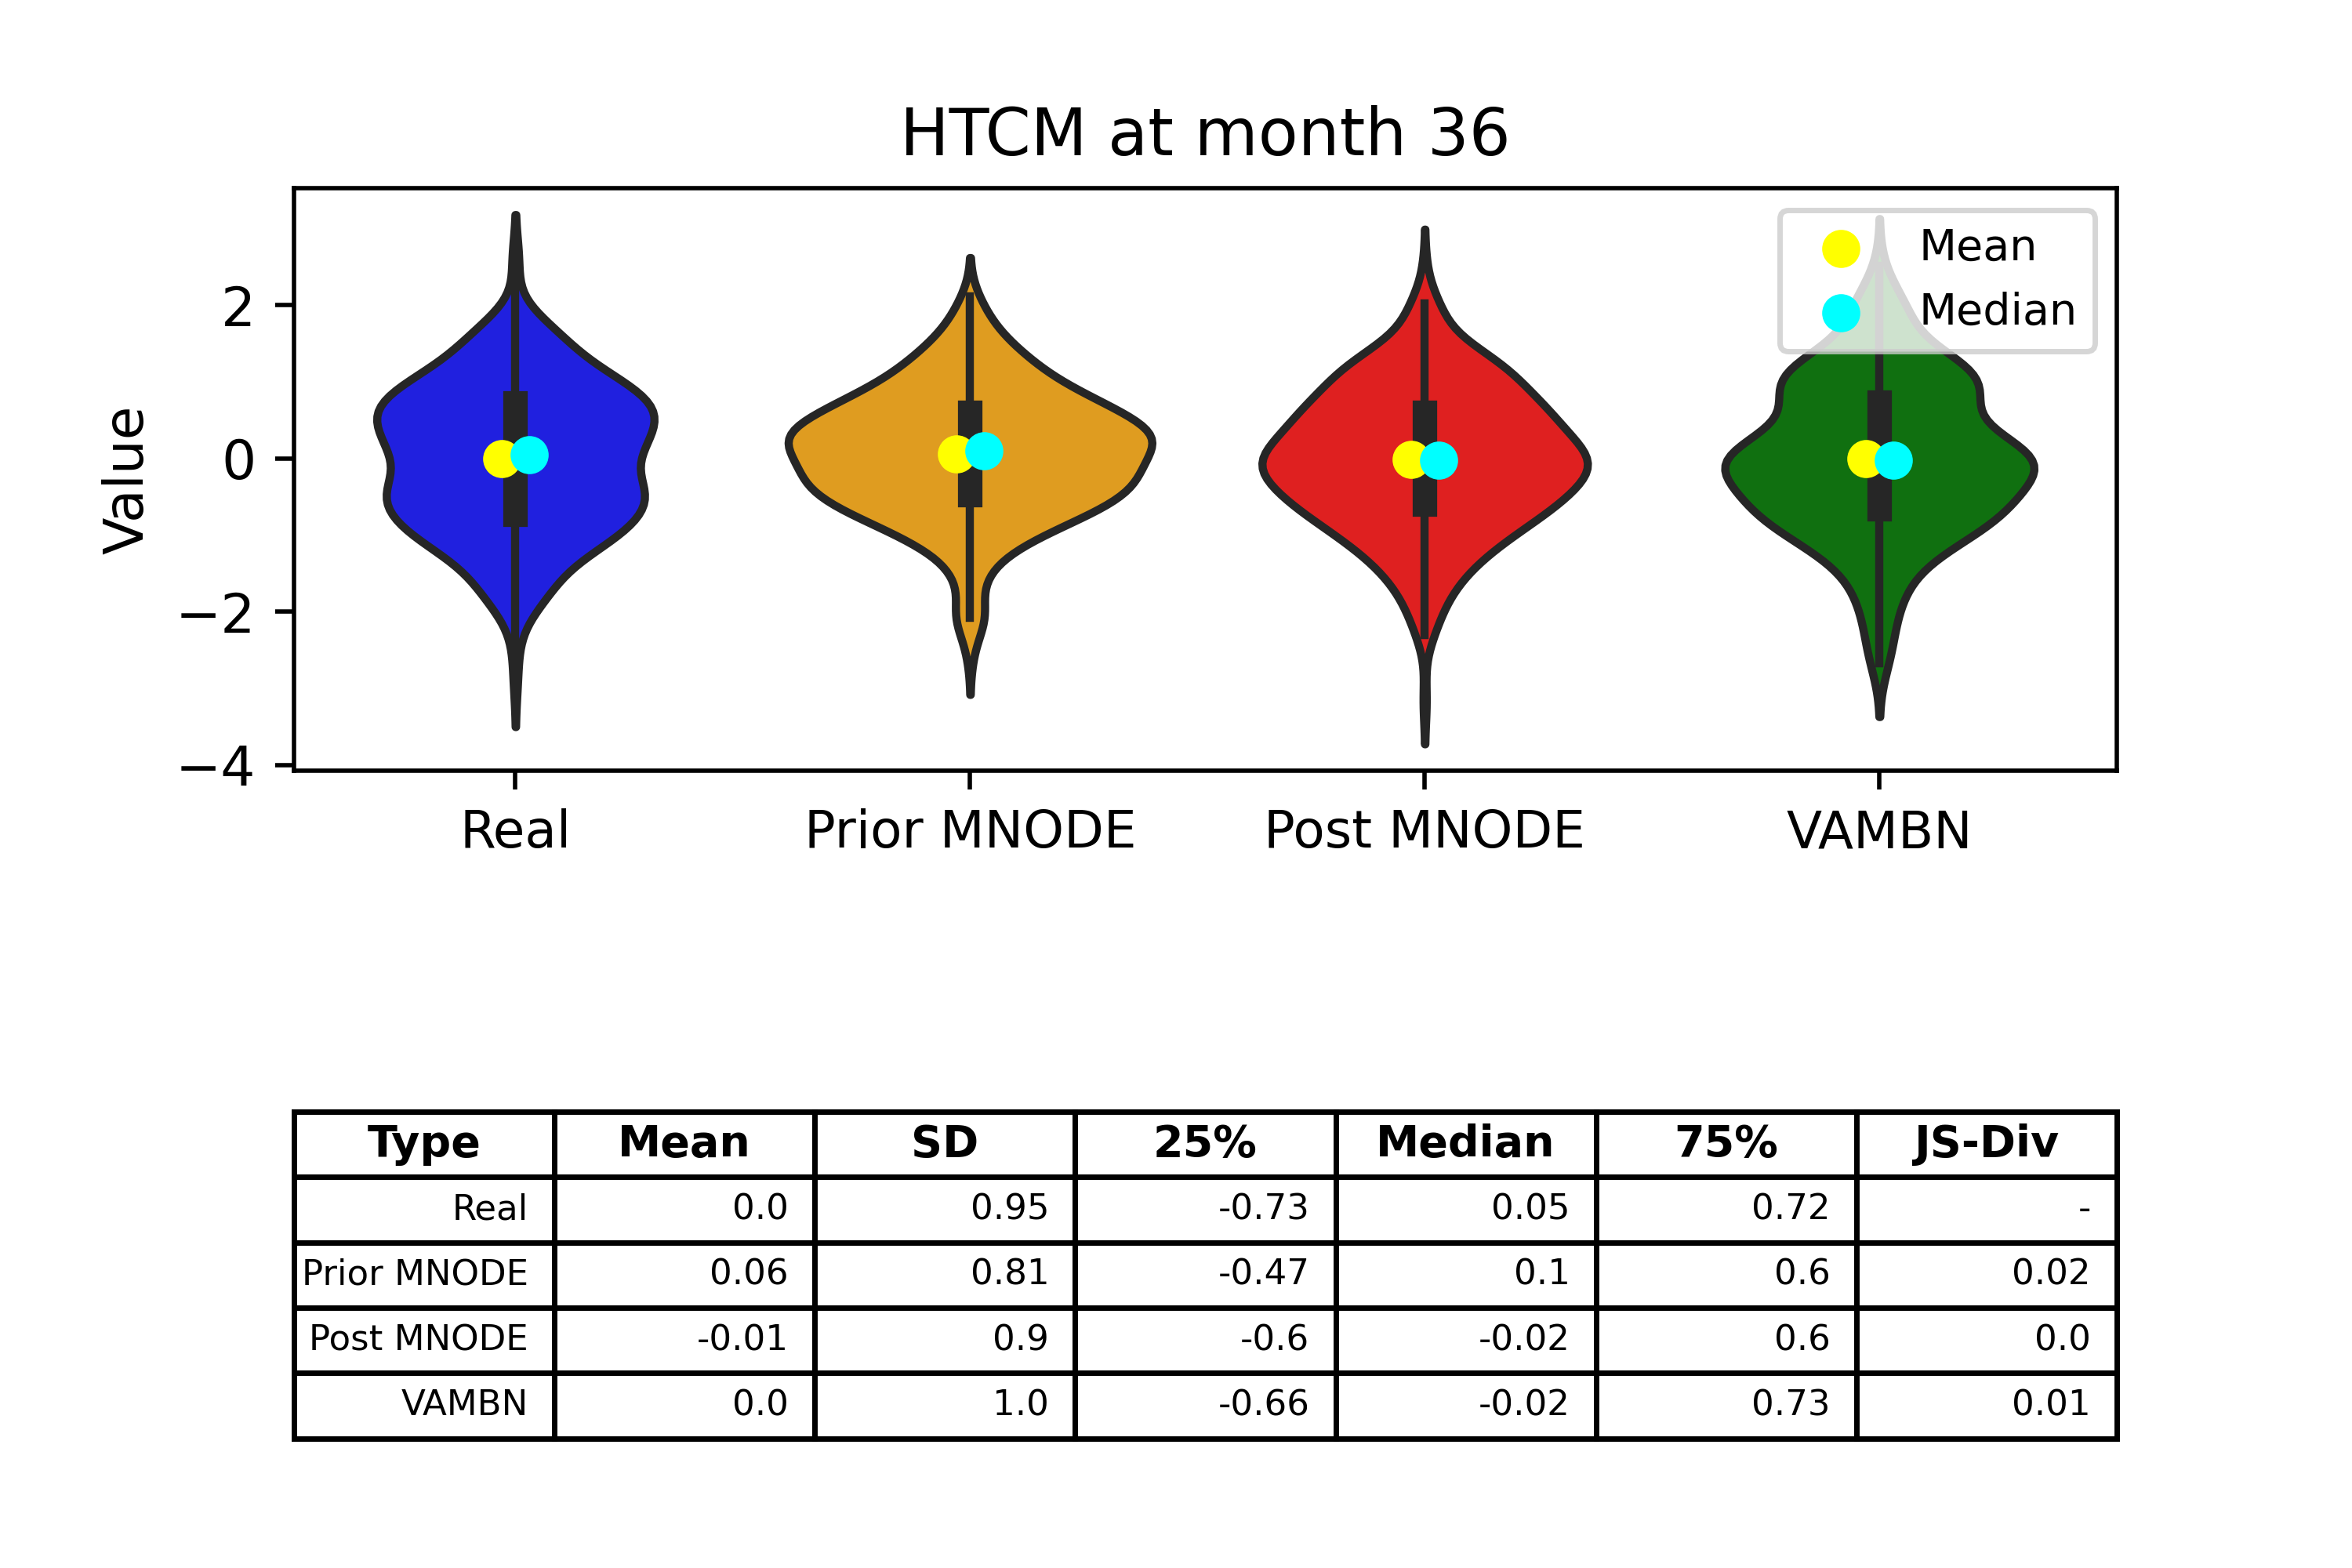 HTCM at month 36
Mean
Median
Value
2
0
−2
−4
Real Prior MNODE Post MNODE VAMBN
Type Mean SD 25% Median 75% JS-Div
Real 0.0 0.95 -0.73 0.05 0.72 -
Prior MNODE 0.06 0.81 -0.47 0.1 0.6 0.02
Post MNODE -0.01 0.9 -0.6 -0.02 0.6 0.0
VAMBN 0.0 1.0 -0.66 -0.02 0.73 0.01